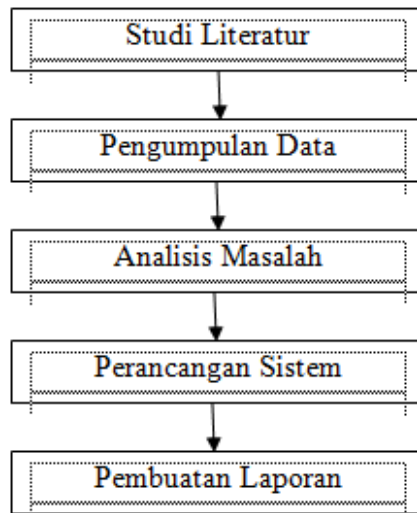 Studi Literatur
Pengumpulan Data
Analisis Masalah
Perancangan Sistem
Pembuatan Laporan